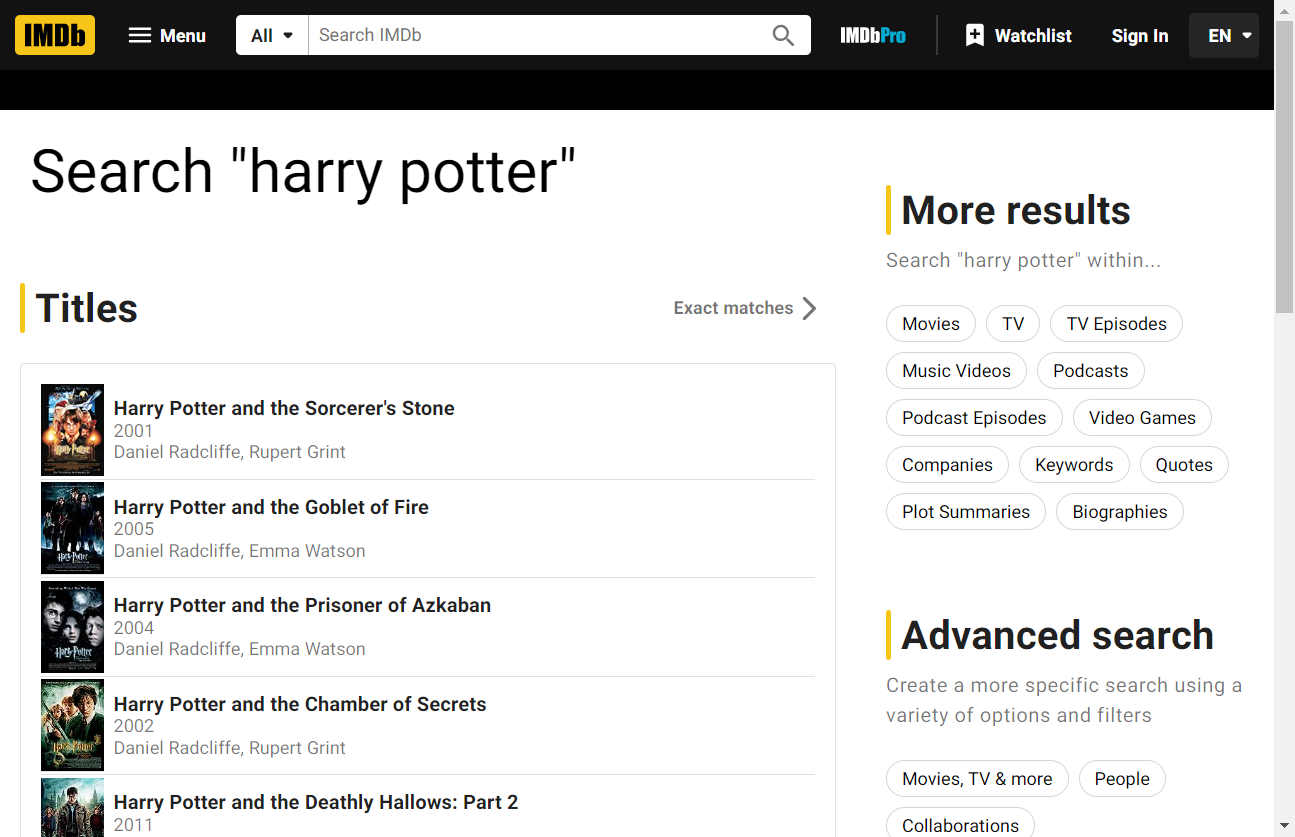 IMDb Menu All Search IMDb IMDbPro Watchlist Sign In EN
Search "harry potter"
Titles
Exact matches
Harry Potter and the Sorcerer's Stone
2001
Daniel Radcliffe, Rupert Grint
Harry Potter and the Goblet of Fire
2005
Daniel Radcliffe, Emma Watson
Harry Potter and the Prisoner of Azkaban
2004
Daniel Radcliffe, Emma Watson
Harry Potter and the Chamber of Secrets
2002
Daniel Radcliffe, Rupert Grint
Harry Potter and the Deathly Hallows: Part 2
2011
More results
Search "harry potter" within...
Movies TV TV Episodes
Music Videos Podcasts
Podcast Episodes Video Games
Companies Keywords Quotes
Plot Summaries Biographies
Advanced search
Create a more specific search using a
variety of options and filters
Movies, TV & more People
Collaborations